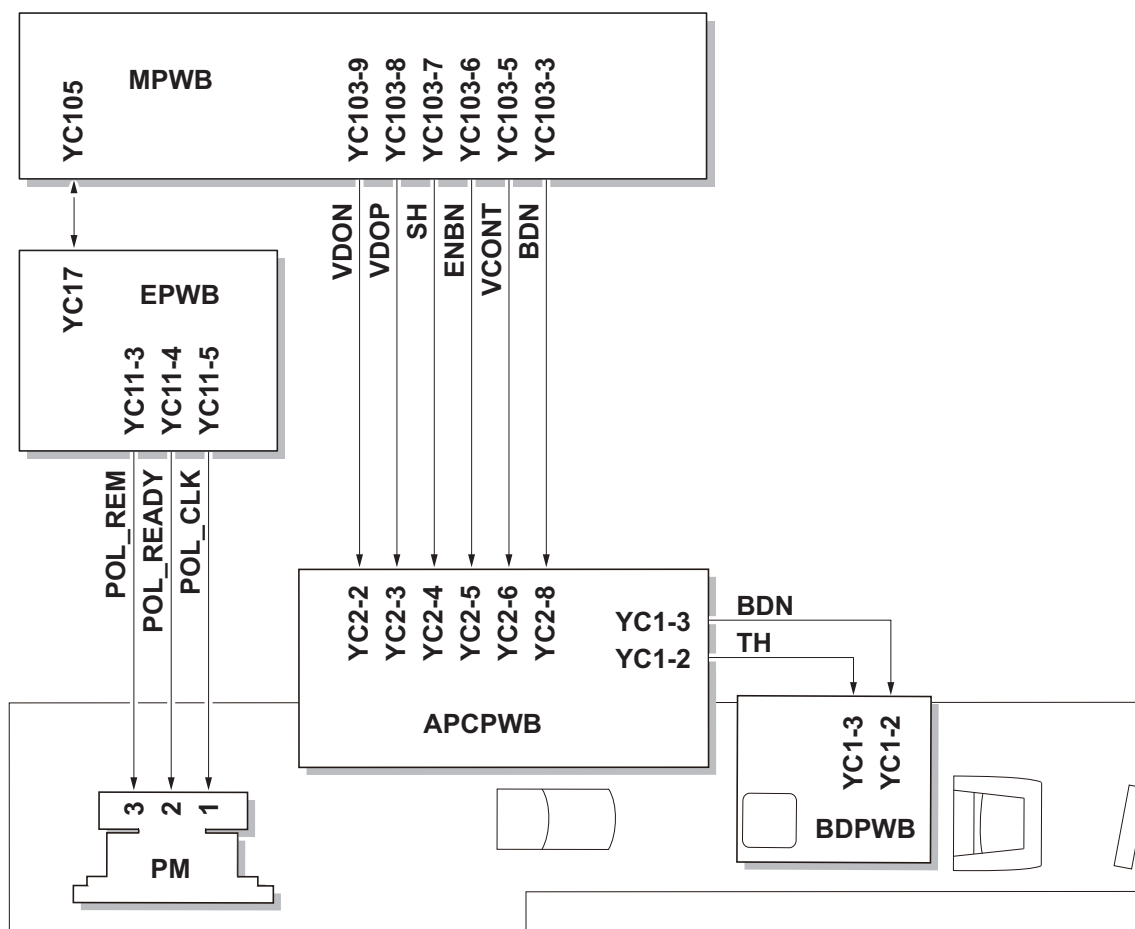 MPWB
YC105
YC103-9
YC103-8
YC103-7
YC103-6
YC103-5
YC103-3
VDON
VDOP
SH
ENBN
VCONT
BDN
YC17
EPWB
YC11-3
YC11-4
YC11-5
POL_REM
POL_READY
POL_CLK
YC2-2
YC2-3
YC2-4
YC2-5
YC2-6
YC2-8
YC1-3
YC1-2
APCPWB
BDN
TH
YC1-3
YC1-2
BDPWB
3
2
1
PM